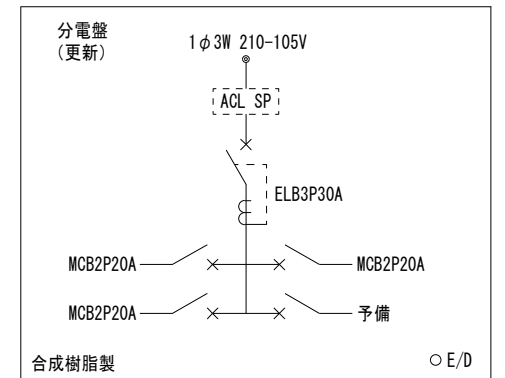 分電盤
(更新)
1φ3W 210-105V
ACL SP
ELB3P30A
MCB2P20A
MCB2P20A
MCB2P20A
予備
合成樹脂製
E/D